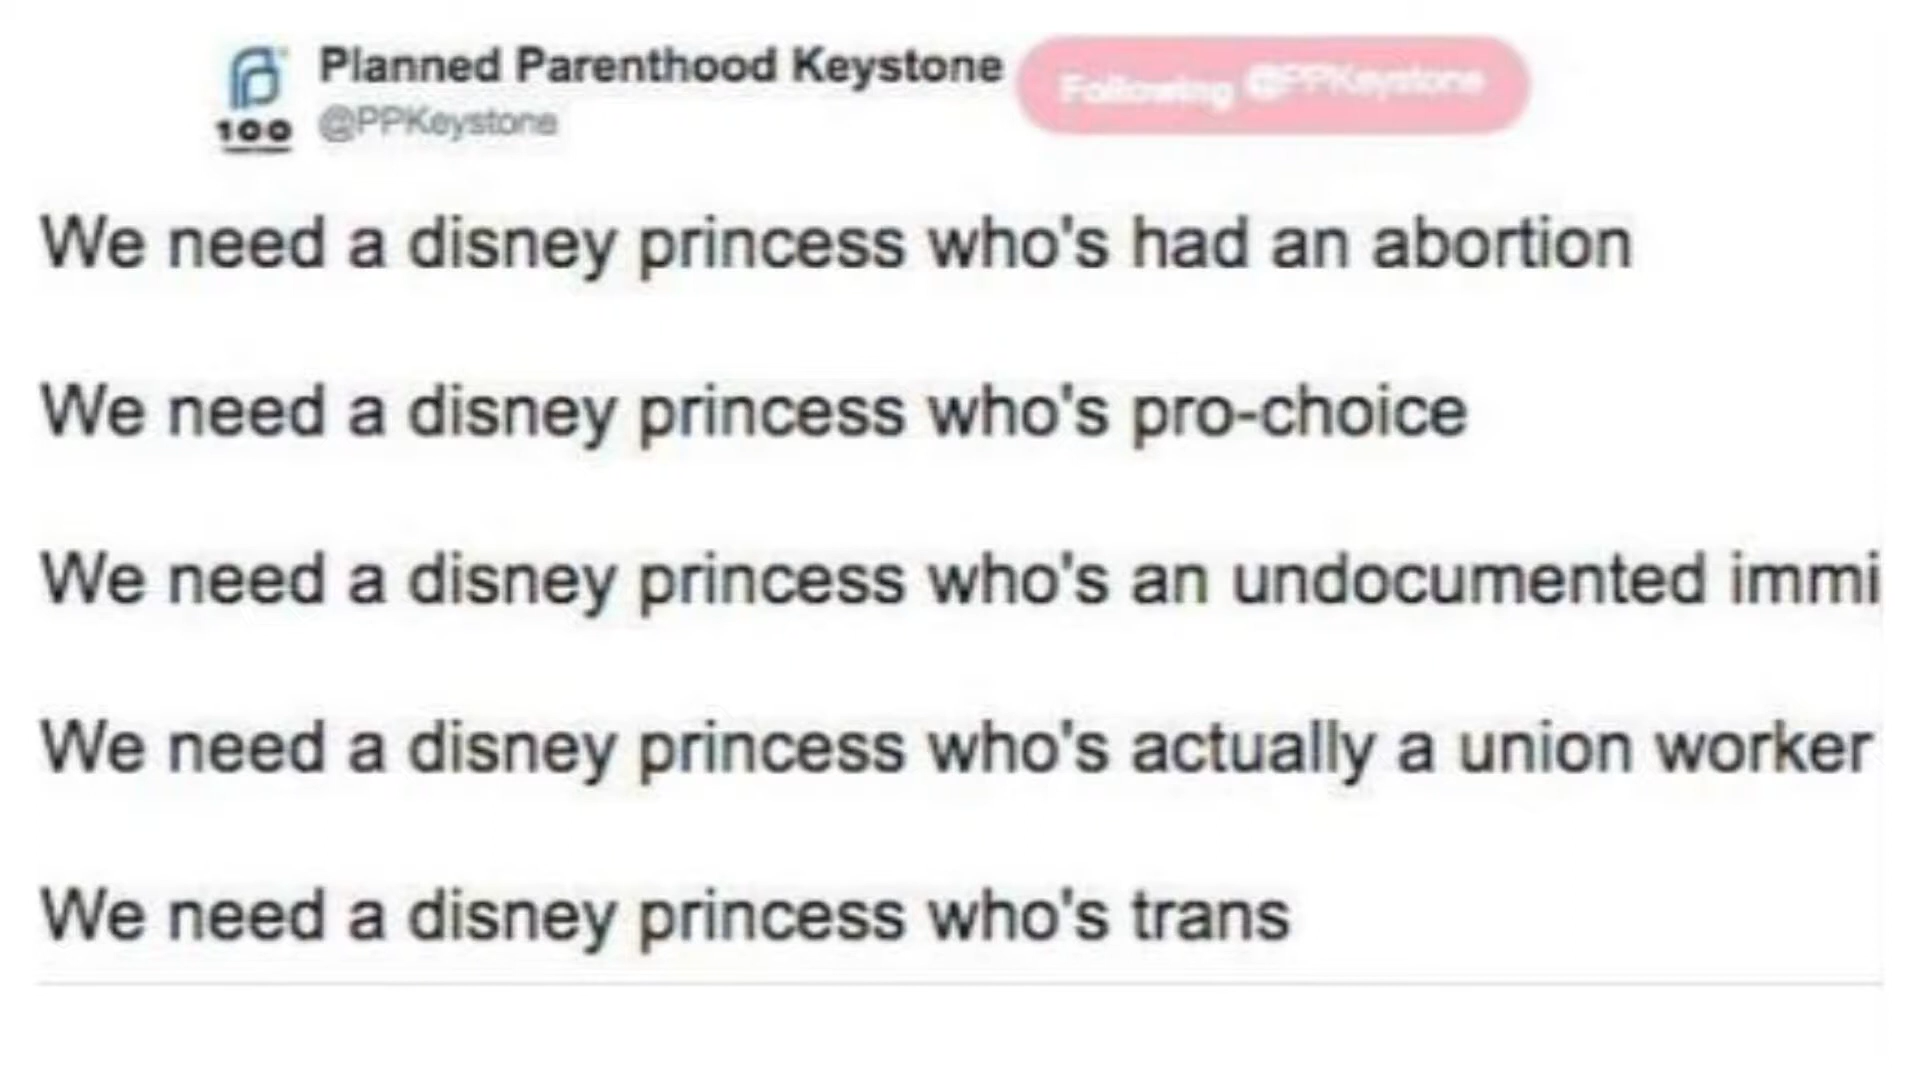 Planned Parenthood Keystone
Following @PPKeystone
100
@PPKeystone
We need a disney princess who's had an abortion
We need a disney princess who's pro-choice
We need a disney princess who's an undocumented immi
We need a disney princess who's actually a union worker
We need a disney princess who's trans